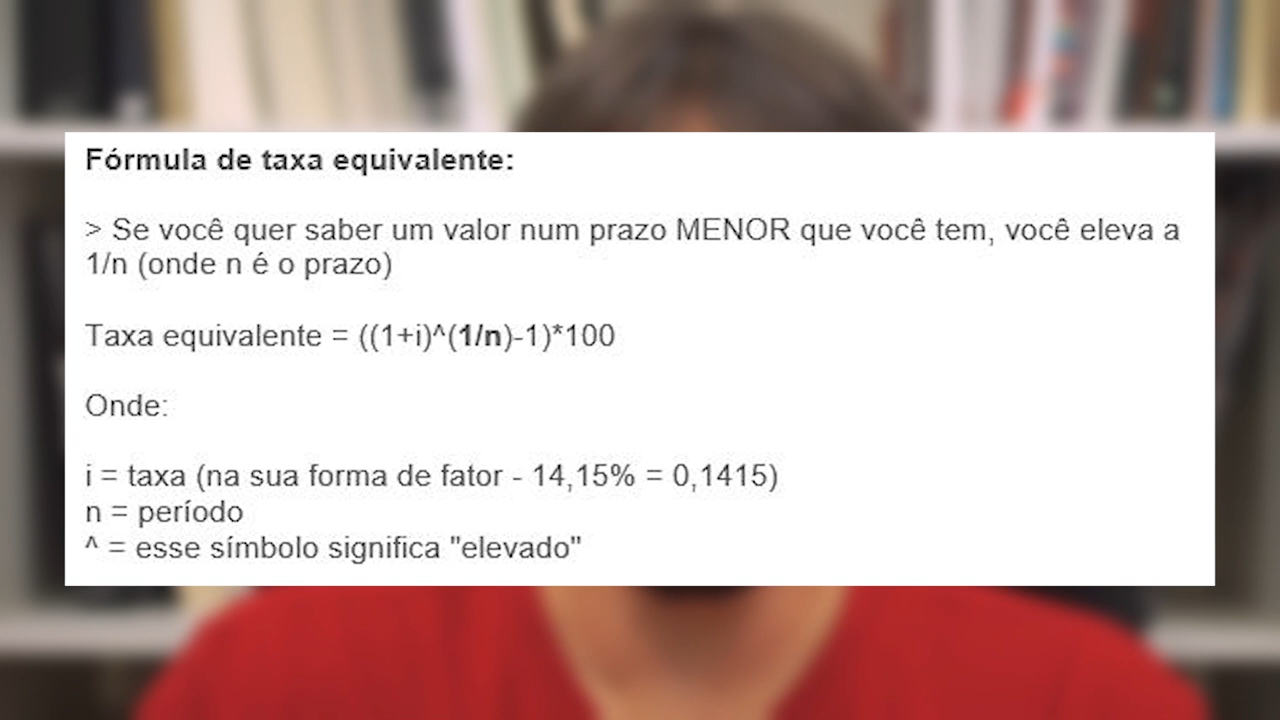 Fórmula de taxa equivalente:
> Se você quer saber um valor num prazo MENOR que você tem, você eleva a
1/n (onde n é o prazo)
Taxa equivalente = ((1+i)^(1/n)-1)*100
Onde:
i = taxa (na sua forma de fator - 14,15% = 0,1415)
n = período
^ = esse símbolo significa "elevado"